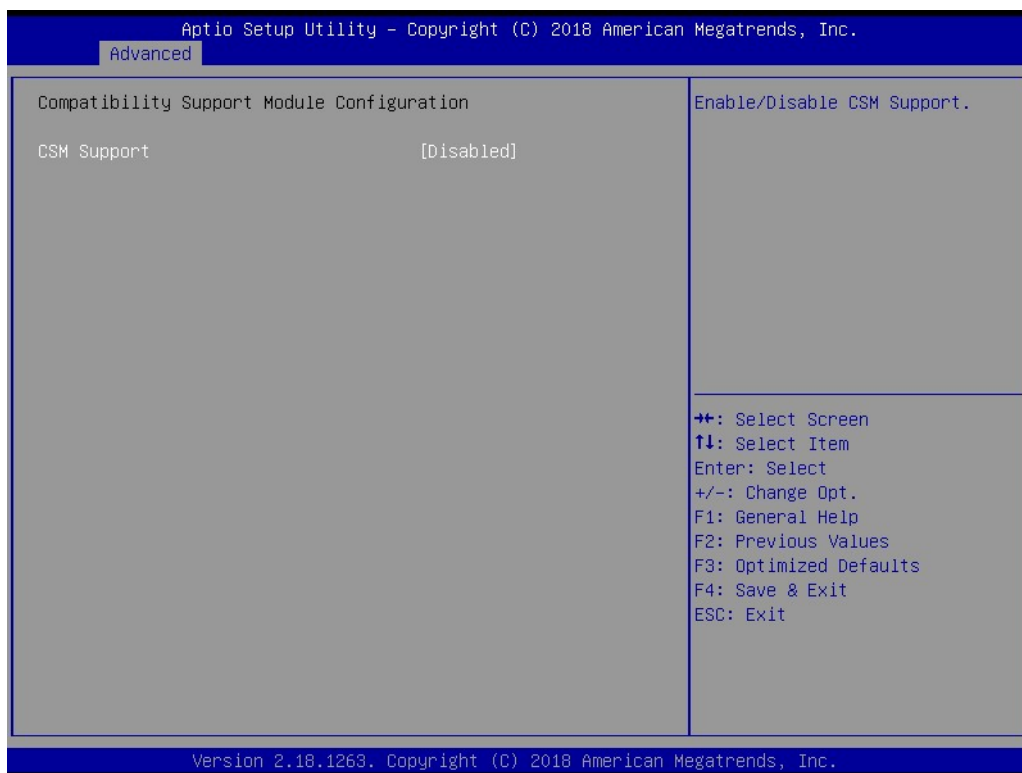 Aptio Setup Utility – Copyright (C) 2018 American Megatrends, Inc.
Advanced
Compatibility Support Module Configuration
CSM Support [Disabled]
Enable/Disable CSM Support.
→←: Select Screen
↑↓: Select Item
Enter: Select
+/-: Change Opt.
F1: General Help
F2: Previous Values
F3: Optimized Defaults
F4: Save & Exit
ESC: Exit
Version 2.18.1263. Copyright (C) 2018 American Megatrends, Inc.